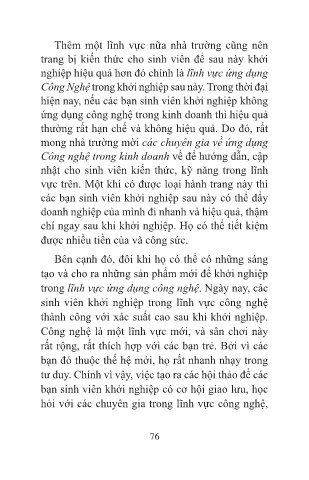 Thêm một lĩnh vực nữa nhà trường cũng nên
trang bị kiến thức cho sinh viên để sau này khởi
nghiệp hiệu quả hơn đó chính là lĩnh vực ứng dụng
Công Nghệ trong khởi nghiệp sau này. Trong thời đại
hiện nay, nếu các bạn sinh viên khởi nghiệp không
ứng dụng công nghệ trong kinh doanh thì hiệu quả
thường rất hạn chế và không hiệu quả. Do đó, rất
mong nhà trường mời các chuyên gia về ứng dụng
Công nghệ trong kinh doanh về để hướng dẫn, cập
nhật cho sinh viên kiến thức, kỹ năng trong lĩnh
vực trên. Một khi có được loại hành trang này thì
các bạn sinh viên khởi nghiệp sau này có thể đẩy
doanh nghiệp của mình đi nhanh và hiệu quả, thậm
chí ngay sau khi khởi nghiệp. Họ có thể tiết kiệm
được nhiều tiền của và công sức.
Bên cạnh đó, đôi khi họ có thể có những sáng
tạo và cho ra những sản phẩm mới để khởi nghiệp
trong lĩnh vực ứng dụng công nghệ. Ngày nay, các
sinh viên khởi nghiệp trong lĩnh vực công nghệ
thành công với xác suất cao sau khi khởi nghiệp.
Công nghệ là một lĩnh vực mới, và sân chơi này
rất rộng, rất thích hợp với các bạn trẻ. Bởi vì các
bạn đó thuộc thế hệ mới, họ rất nhanh nhạy trong
tư duy. Chính vì vậy, việc tạo ra các hội thảo để các
bạn sinh viên khởi nghiệp có cơ hội giao lưu, học
hỏi với các chuyên gia trong lĩnh vực công nghệ,
76